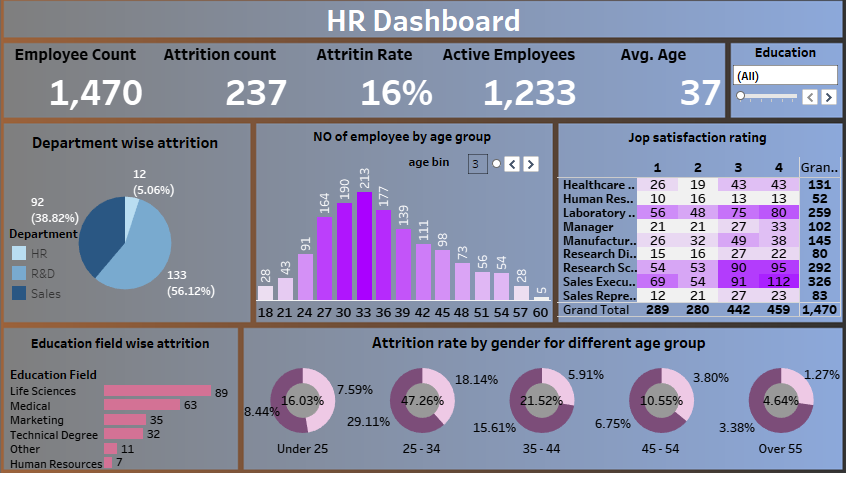 HR Dashboard
Employee Count Attrition count Attritin Rate Active Employees Avg. Age
1,470 237 16% 1,233 37
Education
(All)
Department wise attrition
12
(5.06%)
92
(38.82%)
133
(56.12%)
Department
HR
R&D
Sales
NO of employee by age group
age bin 3
28 43 91 164 190 213 177 139 111 98 73 56 54 28 5
18 21 24 27 30 33 36 39 42 45 48 51 54 57 60
Jop satisfaction rating
1 2 3 4 Gran..
Healthcare .. 26 19 43 43 131
Human Res.. 10 16 13 13 52
Laboratory .. 56 48 75 80 259
Manager 21 21 27 33 102
Manufactur.. 26 32 49 38 145
Research Di.. 15 16 27 22 80
Research Sc.. 54 53 90 95 292
Sales Execu.. 69 54 91 112 326
Sales Repre.. 12 21 27 23 83
Grand Total 289 280 442 459 1,470
Education field wise attrition
Education Field
Life Sciences 89
Medical 63
Marketing 35
Technical Degree 32
Other 11
Human Resources 7
Attrition rate by gender for different age group
8.44% 16.03% 7.59%
29.11% 47.26% 18.14%
15.61% 21.52% 5.91%
6.75% 10.55% 3.80%
3.38% 4.64% 1.27%
Under 25 25 - 34 35 - 44 45 - 54 Over 55